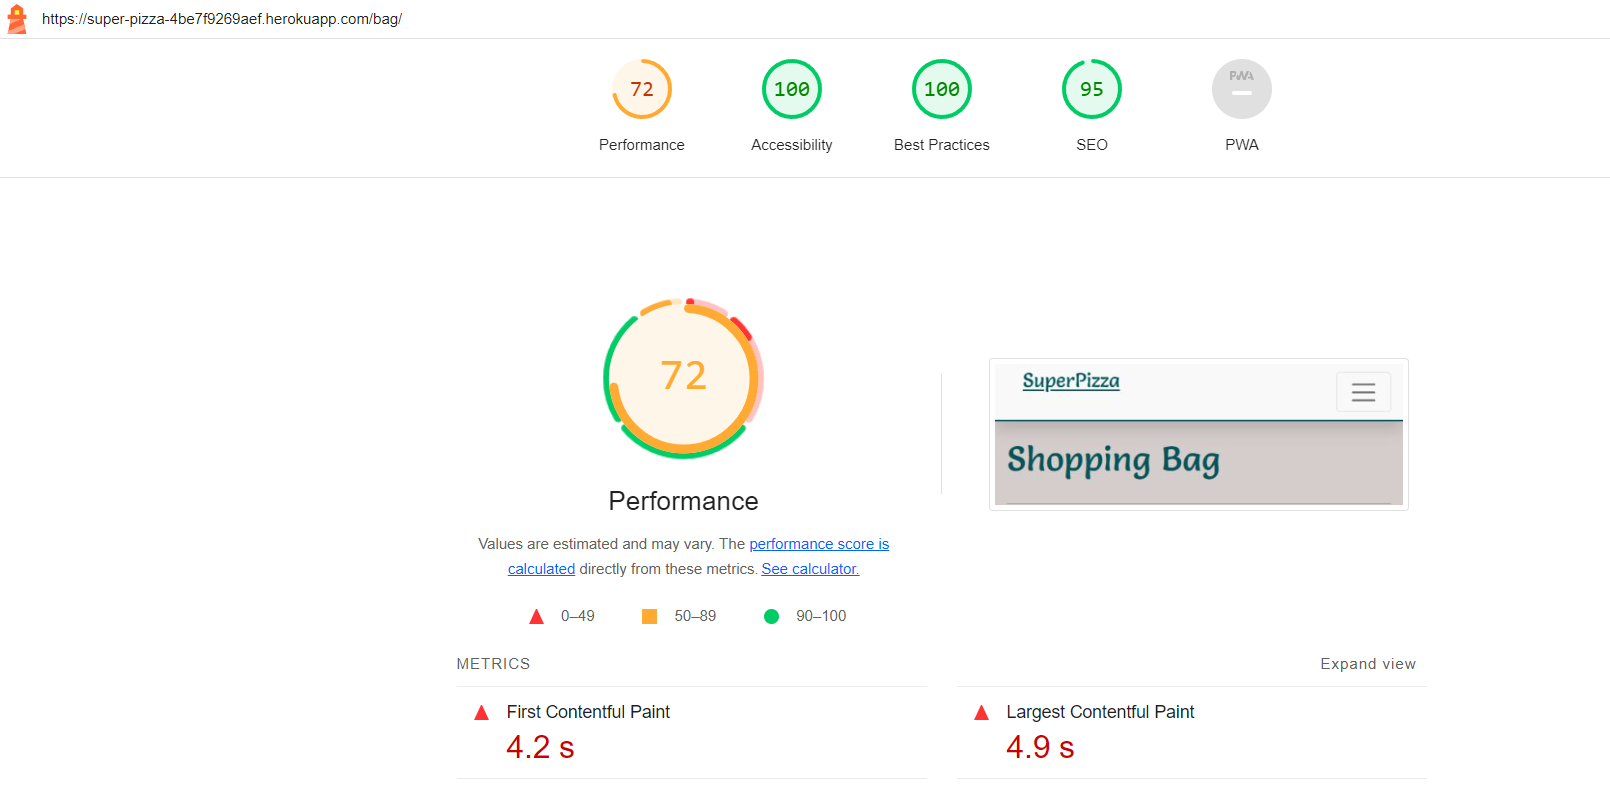 https://super-pizza-4be7f9269aef.herokuapp.com/bag/
72
100
100
95
PWA
Performance
Accessibility
Best Practices
SEO
PWA
72
SuperPizza
Shopping Bag
Performance
Values are estimated and may vary. The performance score is
calculated directly from these metrics. See calculator.
0–49
50–89
90–100
METRICS
Expand view
First Contentful Paint
4.2 s
Largest Contentful Paint
4.9 s